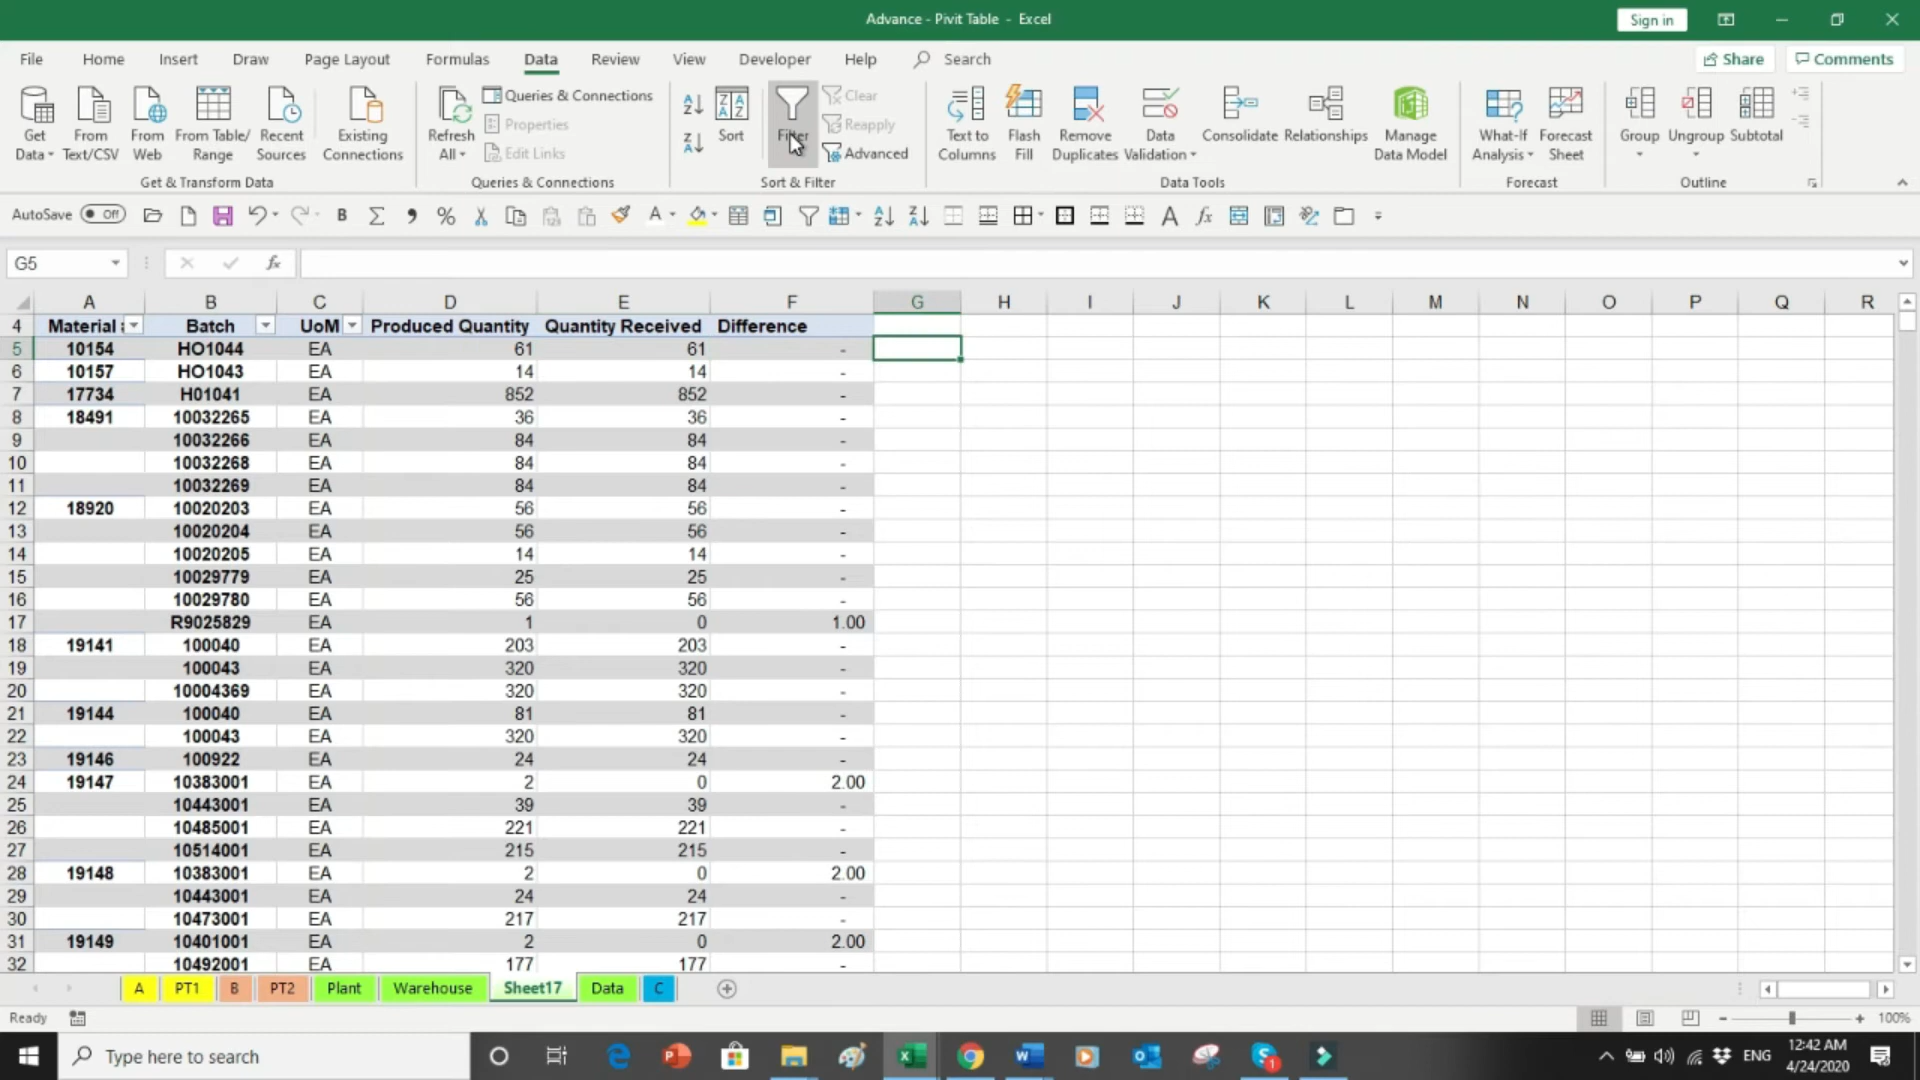 Advance - Pivit Table - Excel
Sign in
File Home Insert Draw Page Layout Formulas Data Review View Developer Help Search Share Comments
Get Data From Text/CSV From Web From Table/ Range Recent Sources Existing Connections
Refresh All Queries & Connections Properties Edit Links
Sort Filter Clear Reapply Advanced
Text to Columns Flash Fill Remove Duplicates Data Validation Consolidate Relationships Manage Data Model
What-If Analysis Forecast Sheet Group Ungroup Subtotal
Get & Transform Data Queries & Connections Sort & Filter Data Tools Forecast Outline
AutoSave Off
G5
A B C D E F G H I J K L M N O P Q R
4 Material Batch UoM Produced Quantity Quantity Received Difference
5 10154 HO1044 EA 61 61 -
6 10157 HO1043 EA 14 14 -
7 17734 H01041 EA 852 852 -
8 18491 10032265 EA 36 36 -
9 10032266 EA 84 84 -
10 10032268 EA 84 84 -
11 10032269 EA 84 84 -
12 18920 10020203 EA 56 56 -
13 10020204 EA 56 56 -
14 10020205 EA 14 14 -
15 10029779 EA 25 25 -
16 10029780 EA 56 56 -
17 R9025829 EA 1 0 1.00
18 19141 100040 EA 203 203 -
19 100043 EA 320 320 -
20 10004369 EA 320 320 -
21 19144 100040 EA 81 81 -
22 100043 EA 320 320 -
23 19146 100922 EA 24 24 -
24 19147 10383001 EA 2 0 2.00
25 10443001 EA 39 39 -
26 10485001 EA 221 221 -
27 10514001 EA 215 215 -
28 19148 10383001 EA 2 0 2.00
29 10443001 EA 24 24 -
30 10473001 EA 217 217 -
31 19149 10401001 EA 2 0 2.00
32 10492001 EA 177 177 -
A PT1 B PT2 Plant Warehouse Sheet17 Data C
Ready 100%
Type here to search ENG 12:42 AM
4/24/2020